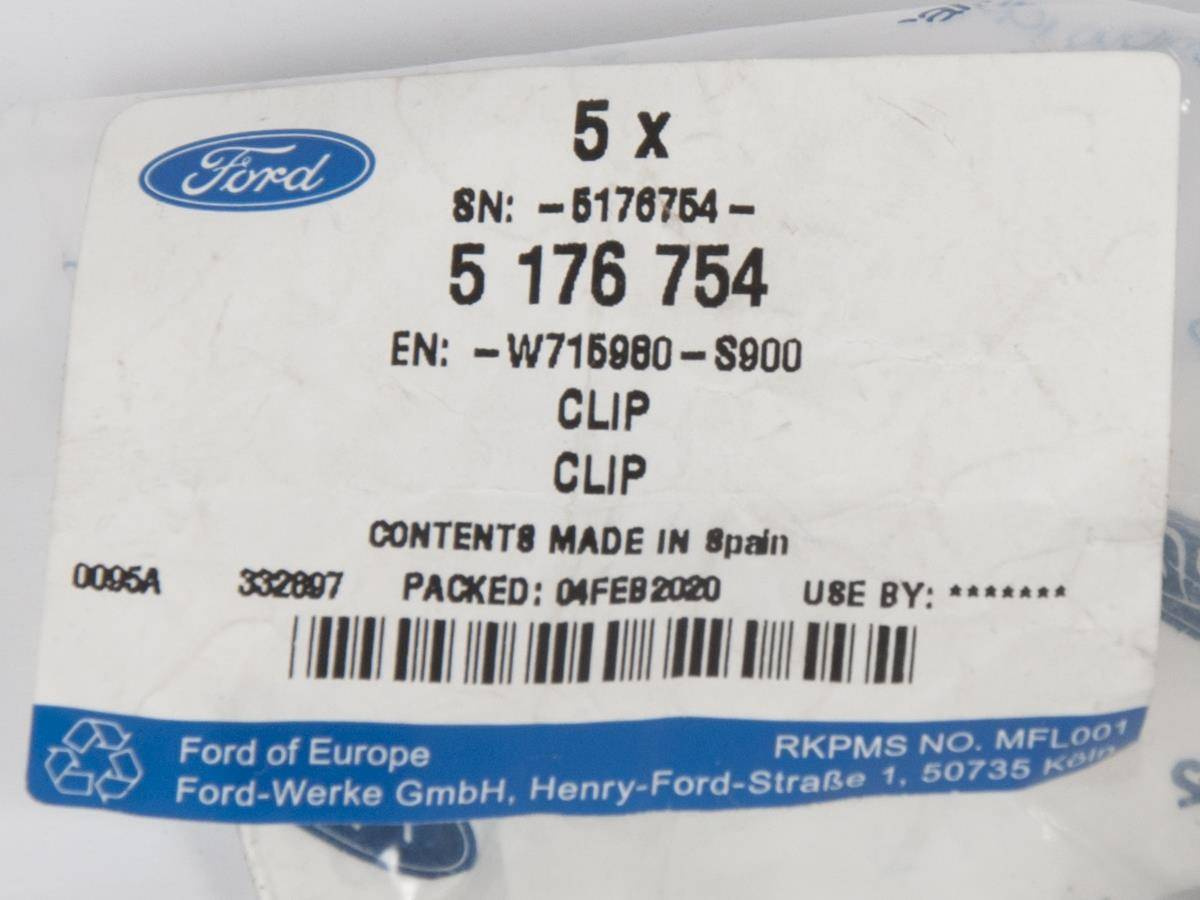 Ford
5 x
SN: -5176754-
5 176 754
EN: -W715980-S900
CLIP
CLIP
CONTENTS MADE IN Spain
0095A 332897 PACKED: 04FEB2020 USE BY: *******
Ford of Europe
RKPMS NO. MFL001
Ford-Werke GmbH, Henry-Ford-Straße 1, 50735 Köln